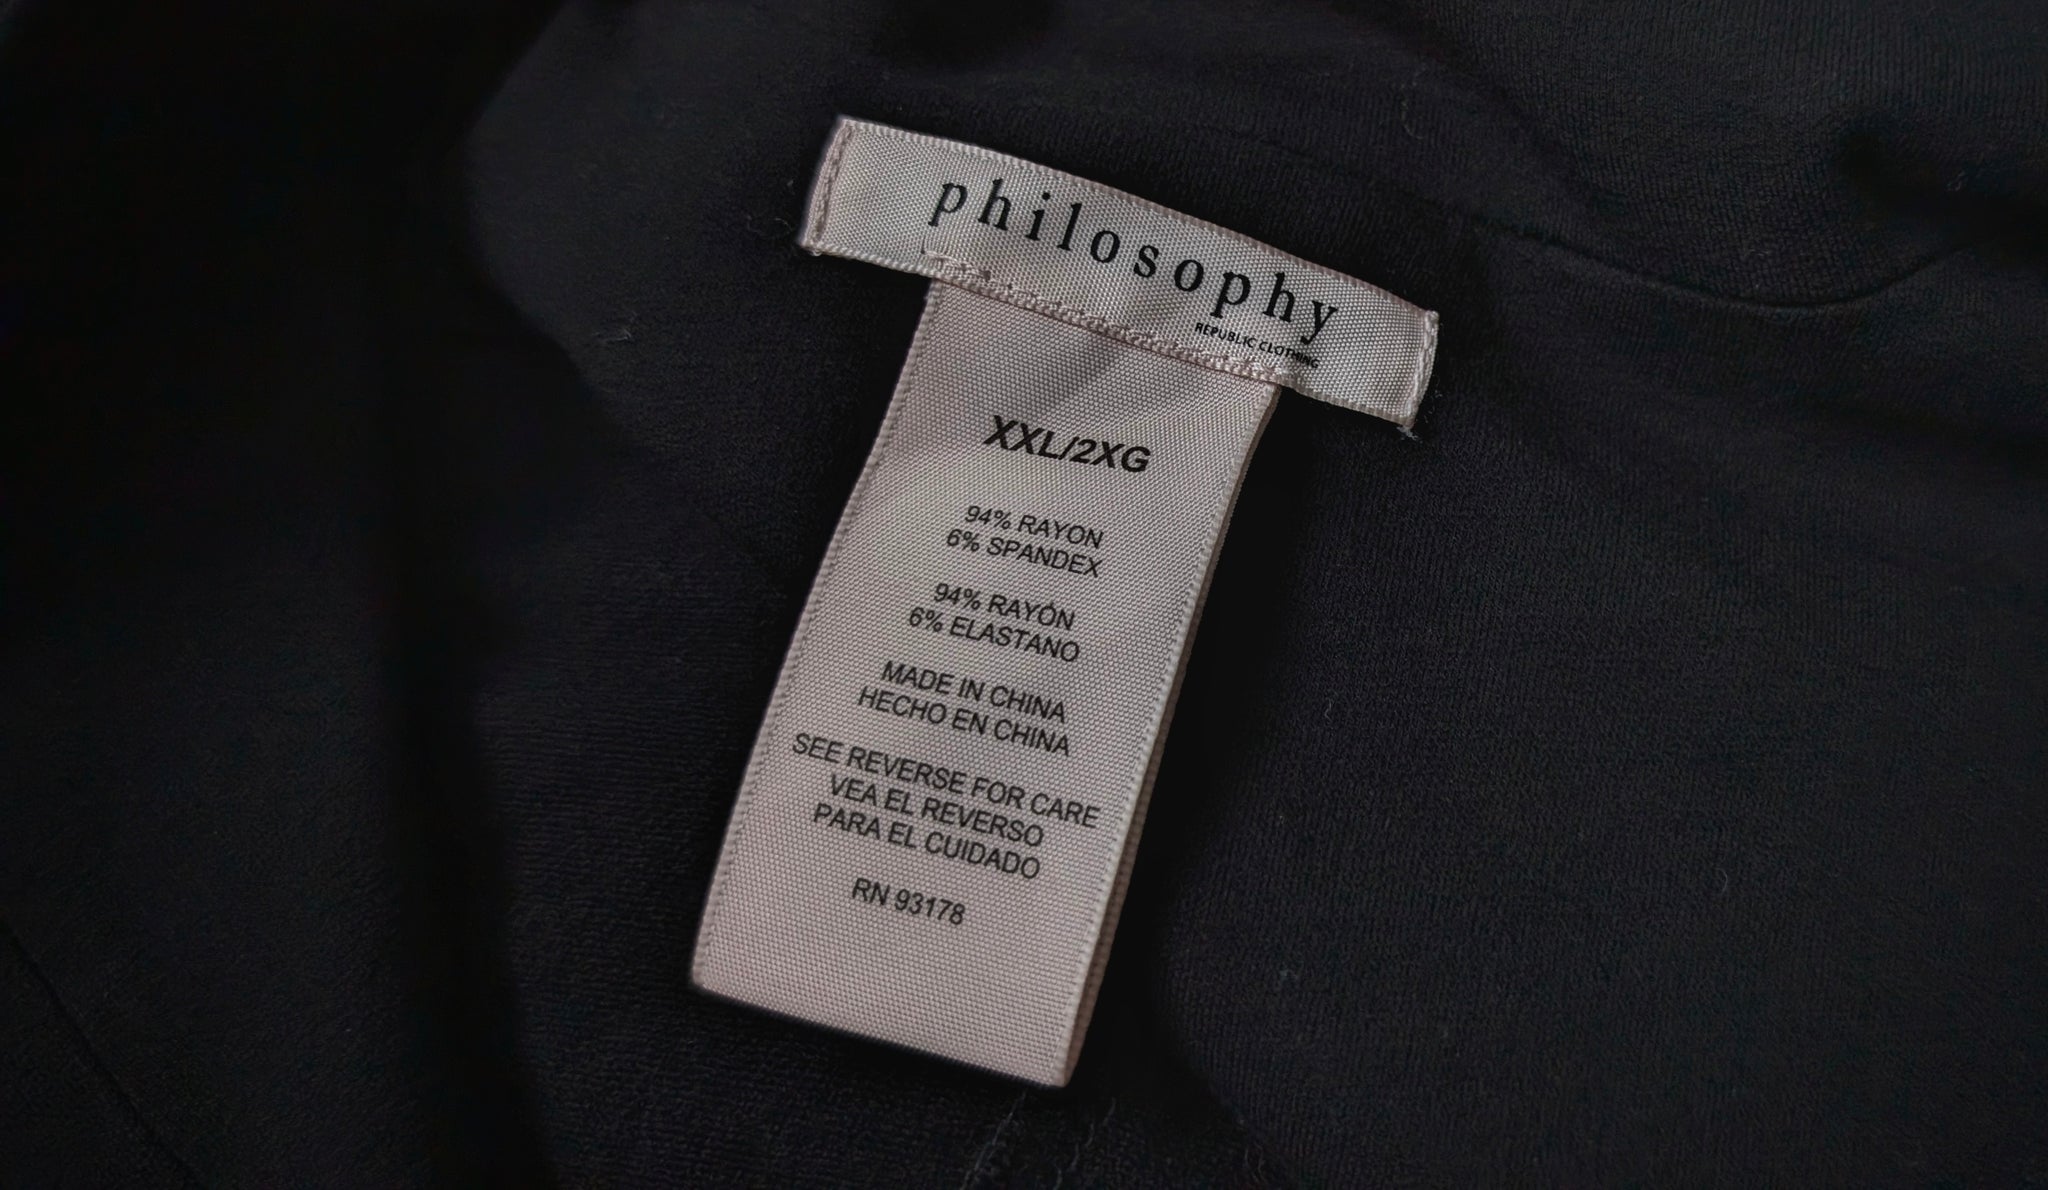 philosophy
REPUBLIC CLOTHING
XXL/2XG
94% RAYON
6% SPANDEX
94% RAYÓN
6% ELASTANO
MADE IN CHINA
HECHO EN CHINA
SEE REVERSE FOR CARE
VEA EL REVERSO
PARA EL CUIDADO
RN 93178